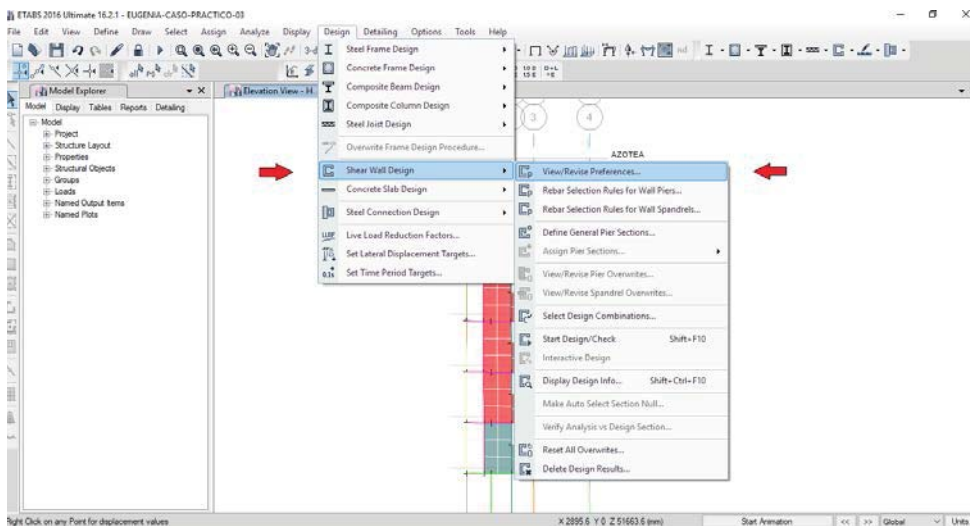 ETABS 2016 Ultimate 16.2.1 - EUGENIA-CASO-PRACTICO-03
File Edit View Define Draw Select Assign Analyze Display Design Detailing Options Tools Help
Model Explorer
Elevation View - H
Model Display Tables Reports Detailing
Model
Project
Structure Layout
Properties
Structural Objects
Groups
Loads
Named Output Items
Named Plots
Steel Frame Design
Concrete Frame Design
Composite Beam Design
Composite Column Design
Steel Joist Design
Overwrite Frame Design Procedure...
Shear Wall Design
Concrete Slab Design
Steel Connection Design
Live Load Reduction Factors...
Set Lateral Displacement Targets...
Set Time Period Targets...
3 4
AZOTEA
View/Revise Preferences...
Rebar Selection Rules for Wall Piers...
Rebar Selection Rules for Wall Spandrels...
Define General Pier Sections...
Assign Pier Sections...
View/Revise Pier Overwrites...
View/Revise Spandrel Overwrites...
Select Design Combinations...
Start Design/Check Shift+F10
Interactive Design
Display Design Info... Shift+Ctrl+F10
Make Auto Select Section Null...
Verify Analysis vs Design Section...
Reset All Overwrites...
Delete Design Results...
Right Click on any Point for displacement values
X 2895.6 Y 0 Z 51663.6 (mm)
Start Animation << >> Global Units